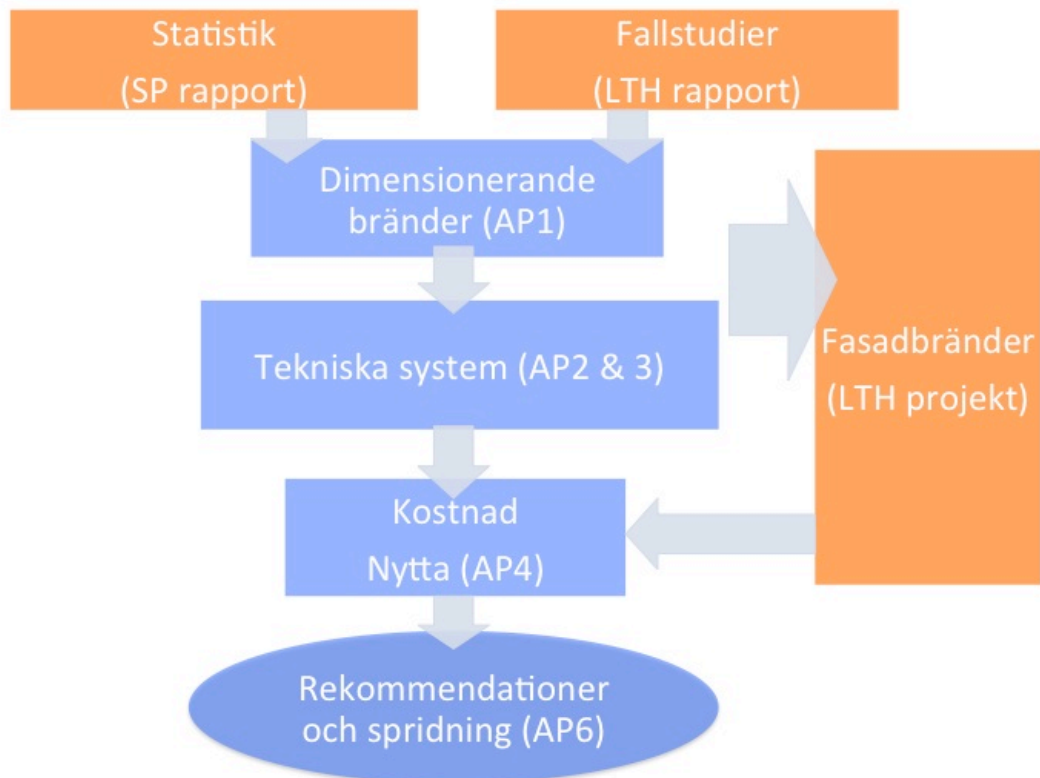 Statistik
(SP rapport)
Fallstudier
(LTH rapport)
Dimensionerande
bränder (AP1)
Tekniska system (AP2 & 3)
Fasadbränder
(LTH projekt)
Kostnad
Nytta (AP4)
Rekommendationer
och spridning (AP6)